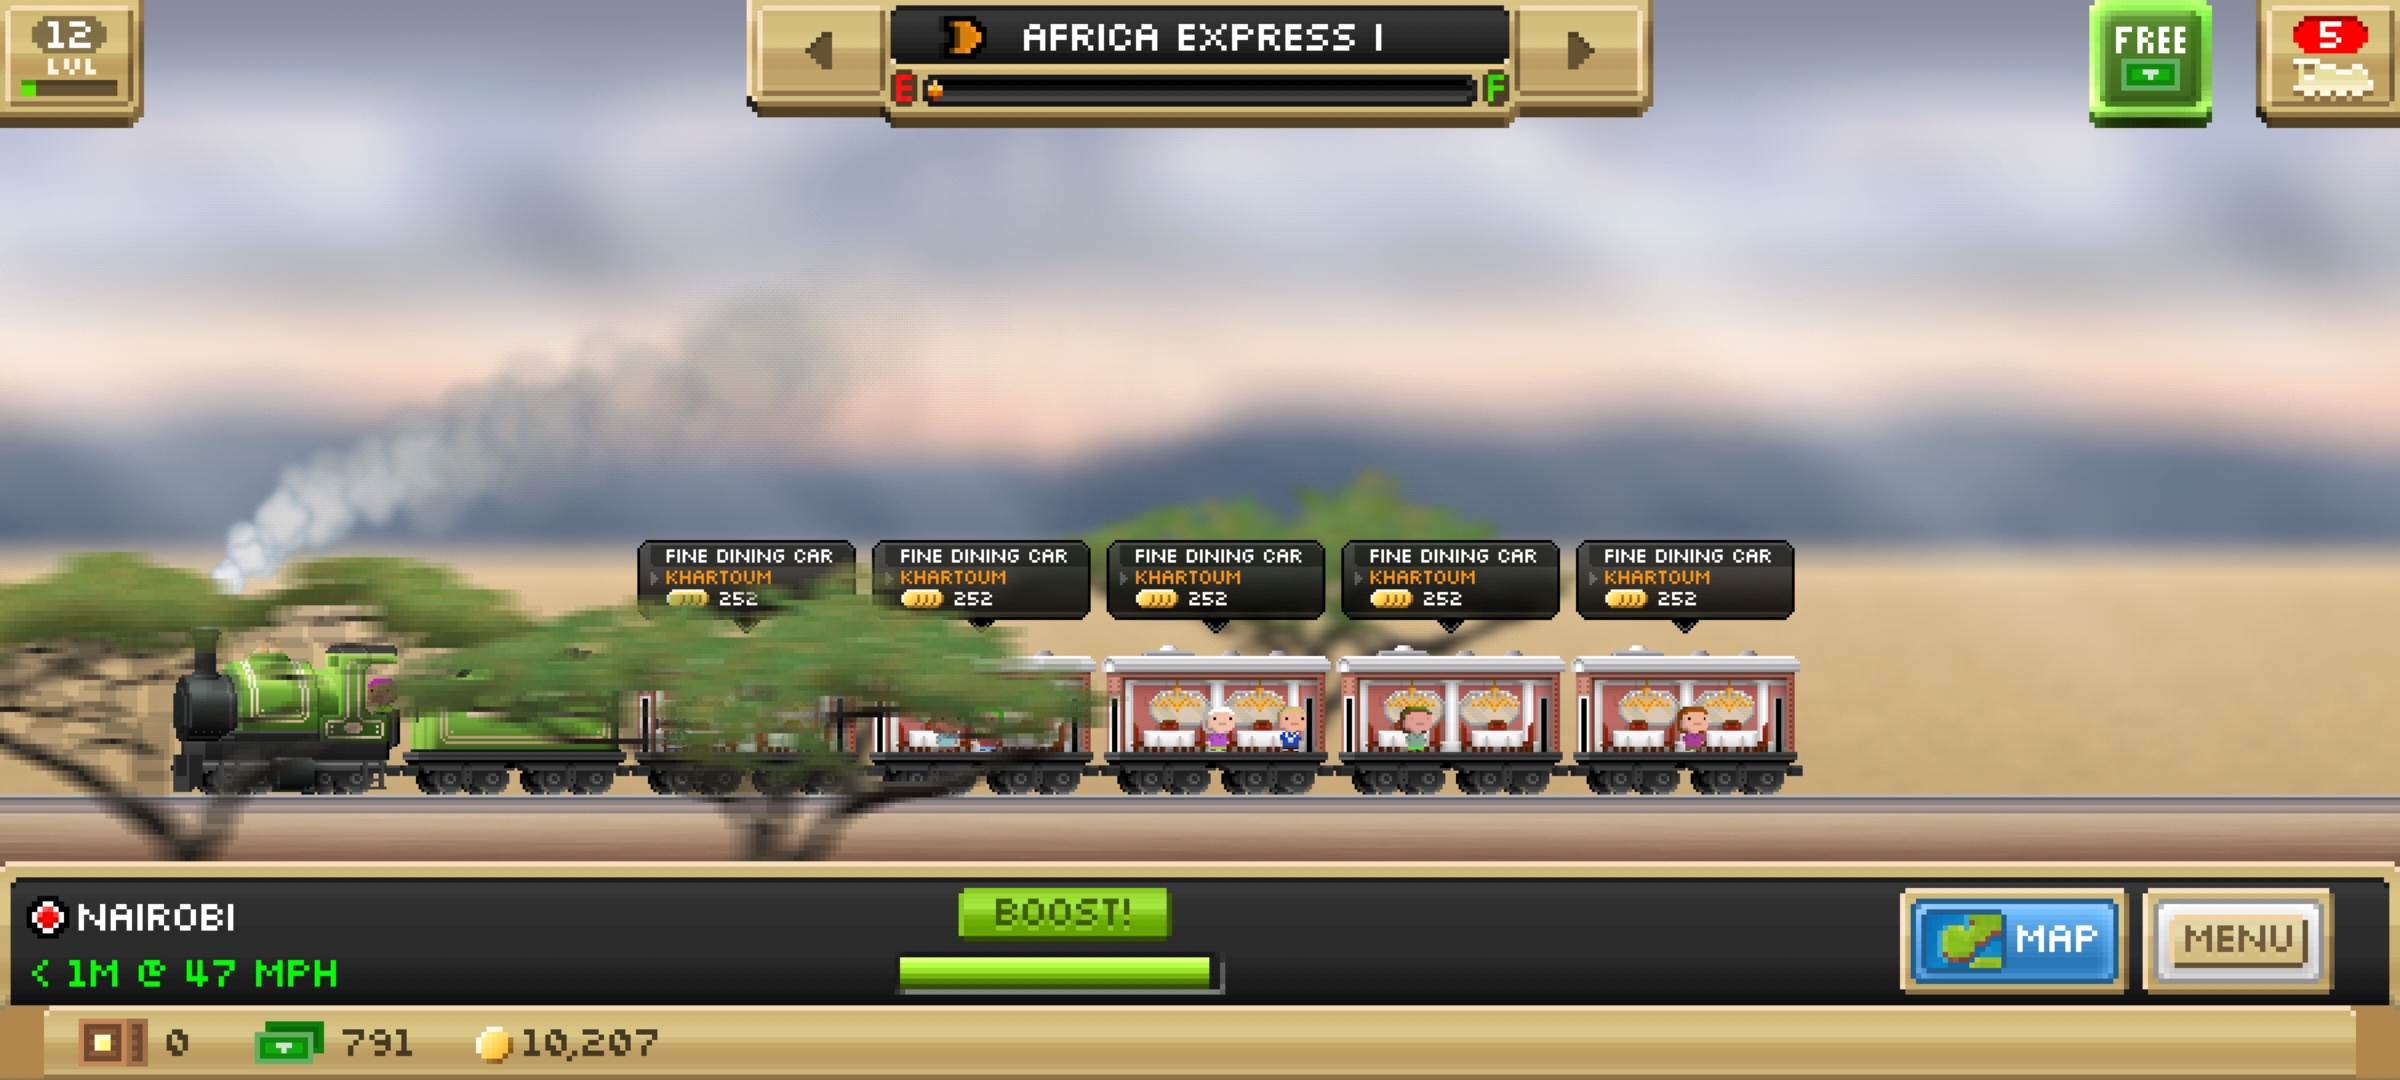 12
LVL
AFRICA EXPRESS I
E
F
FREE
5
FINE DINING CAR
KHARTOUM
252
FINE DINING CAR
KHARTOUM
252
FINE DINING CAR
KHARTOUM
252
FINE DINING CAR
KHARTOUM
252
FINE DINING CAR
KHARTOUM
252
NAIROBI
< 1M @ 47 MPH
BOOST!
MAP
MENU
0
791
10,207